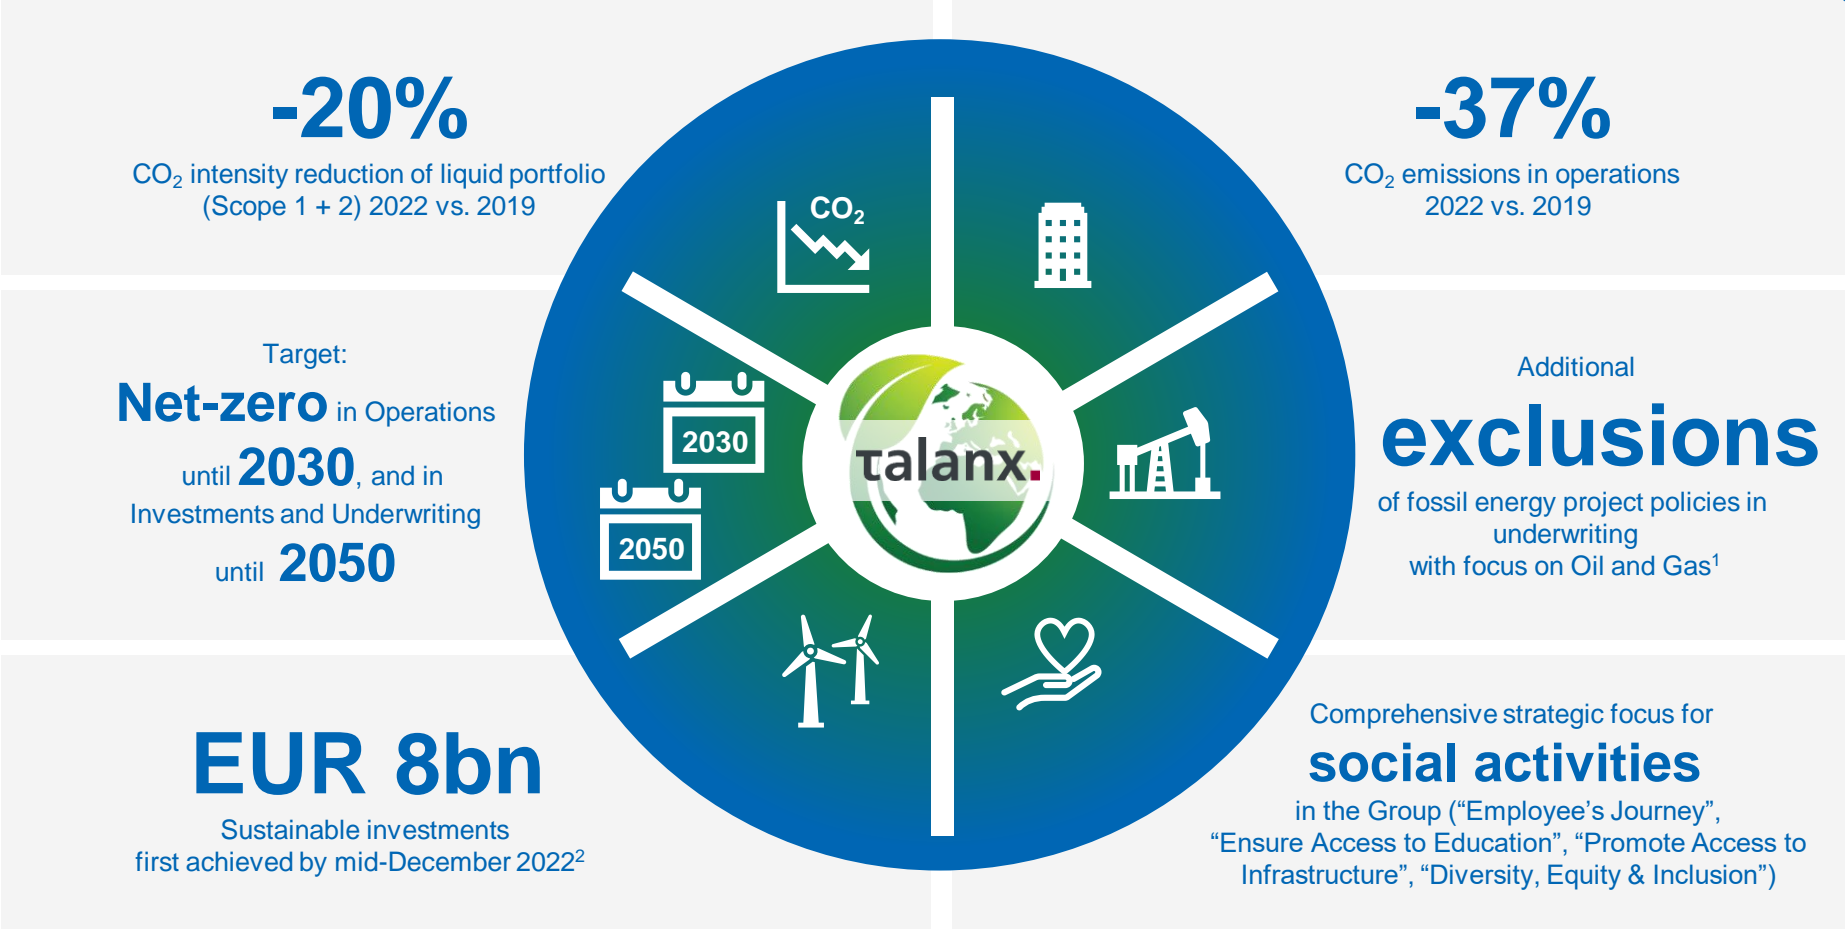 -20%
CO₂ intensity reduction of liquid portfolio
(Scope 1 + 2) 2022 vs. 2019
-37%
CO₂ emissions in operations
2022 vs. 2019
CO₂
Target:
Net-zero in Operations
until 2030, and in
Investments and Underwriting
until 2050
2030
2050
talanx.
Additional
exclusions
of fossil energy project policies in
underwriting
with focus on Oil and Gas¹
EUR 8bn
Sustainable investments
first achieved by mid-December 2022²
Comprehensive strategic focus for
social activities
in the Group (“Employee’s Journey”,
“Ensure Access to Education”, “Promote Access to
Infrastructure”, “Diversity, Equity & Inclusion”)